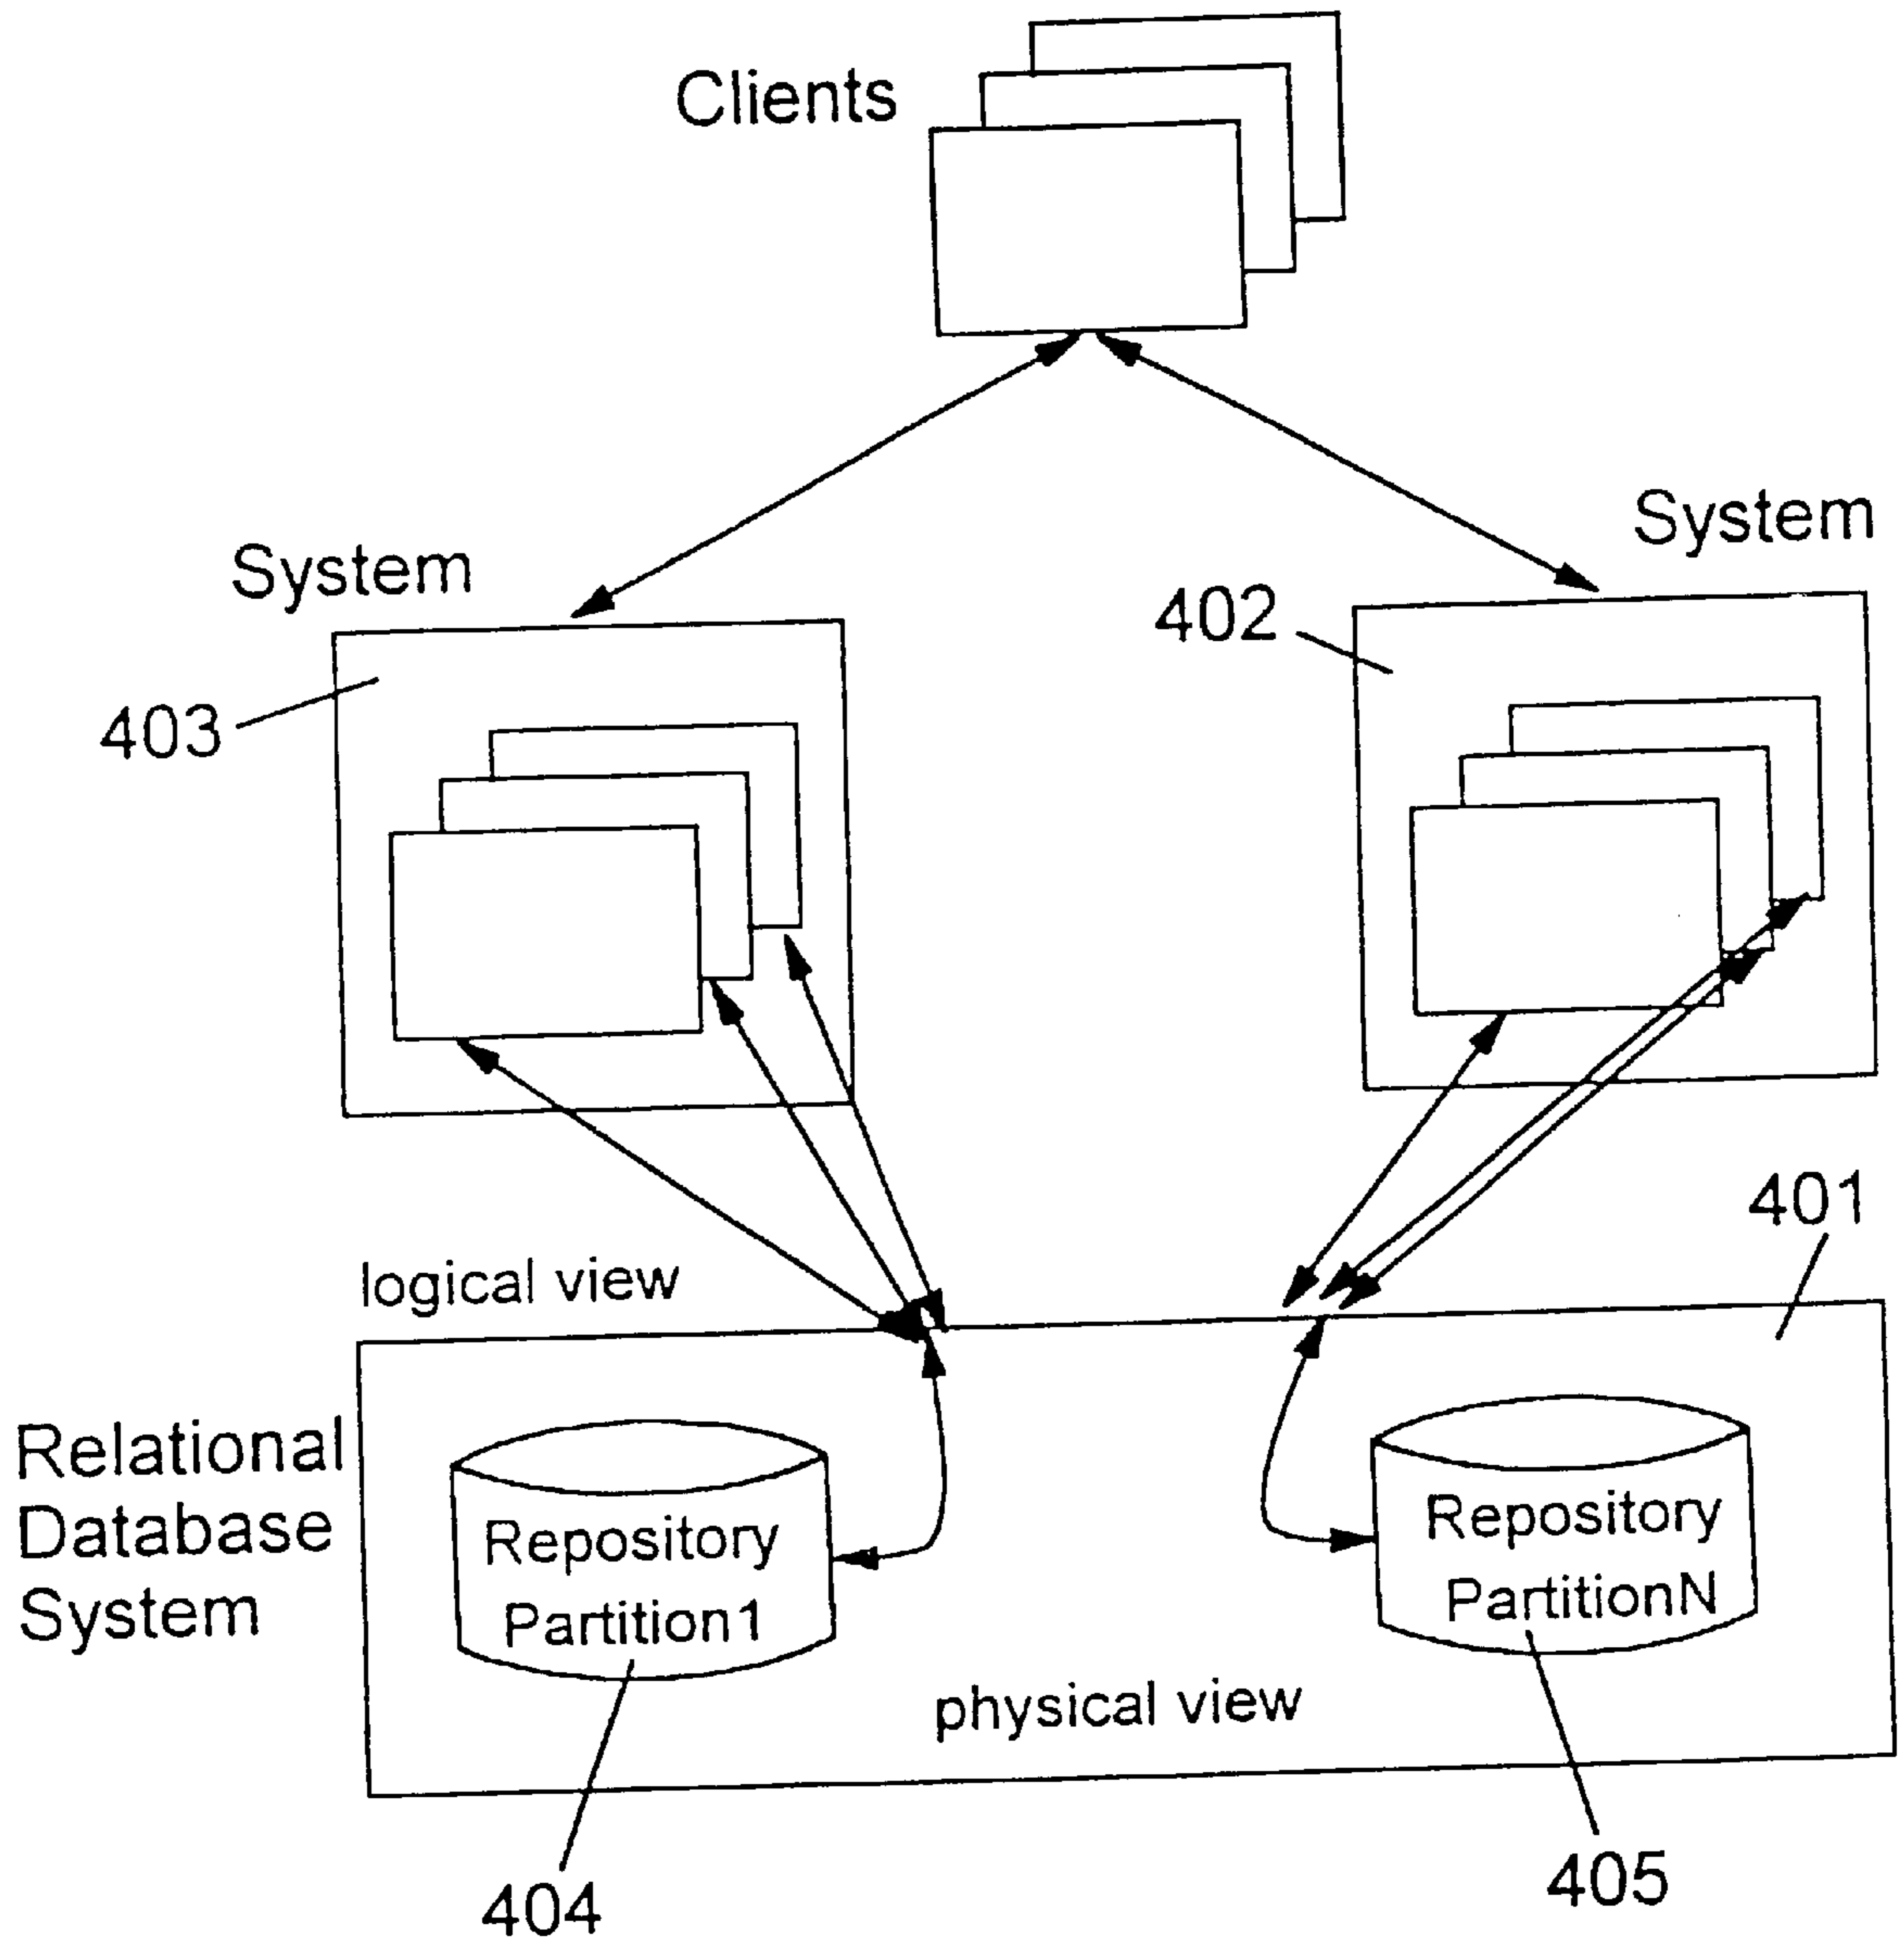 Clients
System
System
402
403
401
logical view
Relational
Database
System
Repository
Partition1
Repository
PartitionN
physical view
404
405